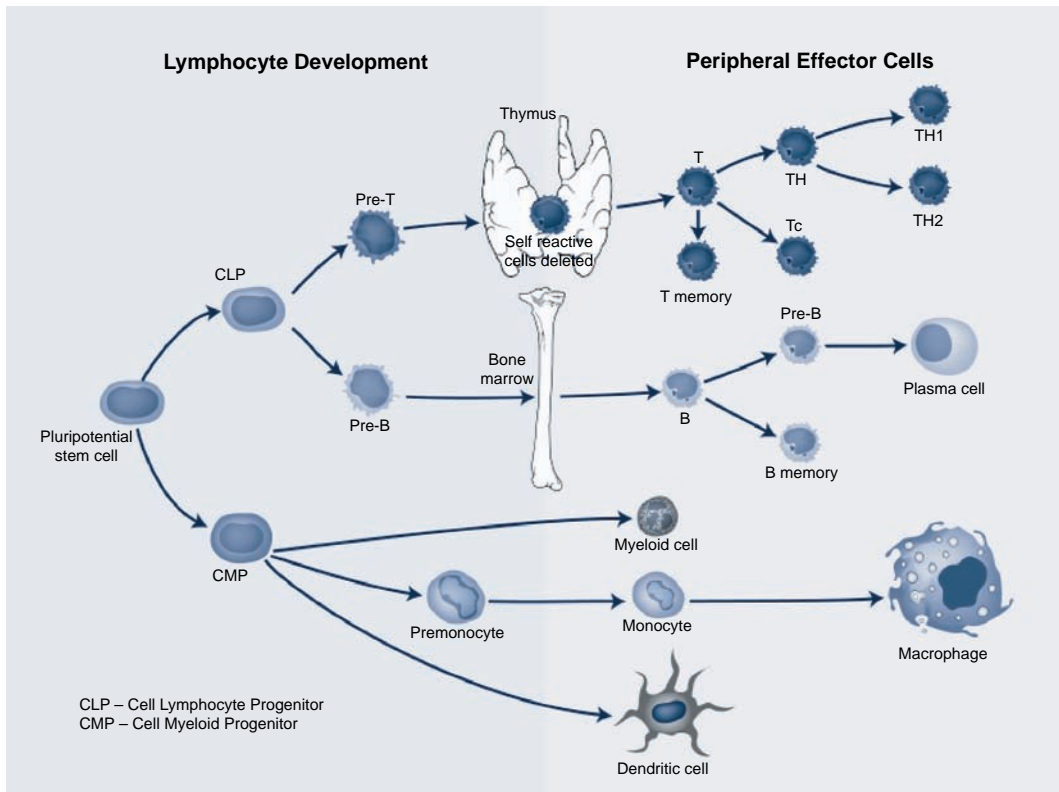 Lymphocyte Development
Peripheral Effector Cells
Thymus
Self reactive
cells deleted
Pre-T
T
TH
TH1
TH2
Tc
T memory
CLP
Pluripotential
stem cell
Pre-B
Bone
marrow
B
Pre-B
Plasma cell
B memory
CMP
Myeloid cell
Premonocyte
Monocyte
Macrophage
Dendritic cell
CLP – Cell Lymphocyte Progenitor
CMP – Cell Myeloid Progenitor